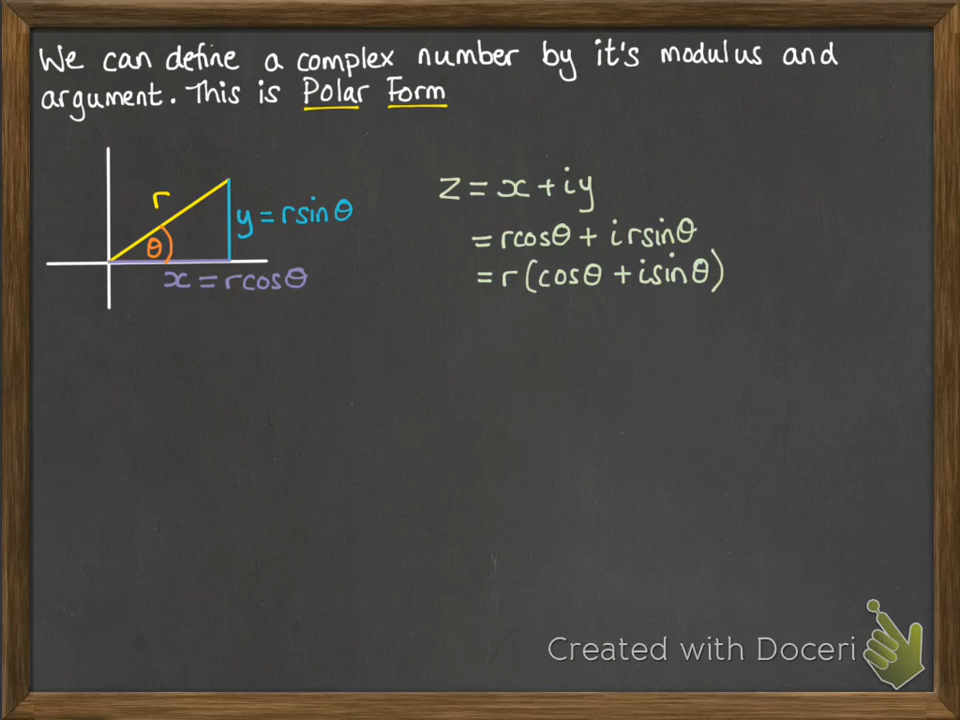 We can define a complex number by it's modulus and
argument. This is Polar Form
r
y = rsinθ
θ
x = rcosθ
z = x + iy
= rcosθ + irsinθ
= r(cosθ + isinθ)
Created with Doceri